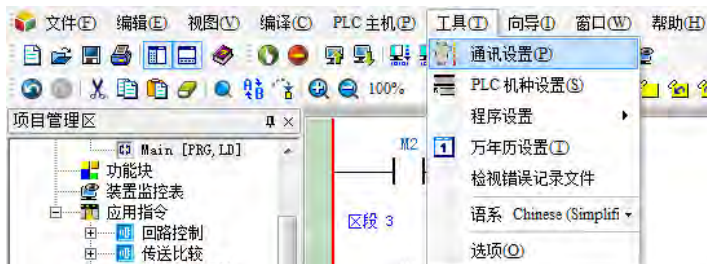 文件(F) 编辑(E) 视图(V) 编译(C) PLC 主机(P) 工具(T) 向导(I) 窗口(W) 帮助(H)
通讯设置(P)
100%
PLC 机种设置(S)
项目管理区
程序设置
Main [PRG,LD]
M2
1
万年历设置(T)
功能块
检视错误记录文件
装置监控表
应用指令
区段 3
语系 Chinese (Simplifi
回路控制
传送比较
选项(O)